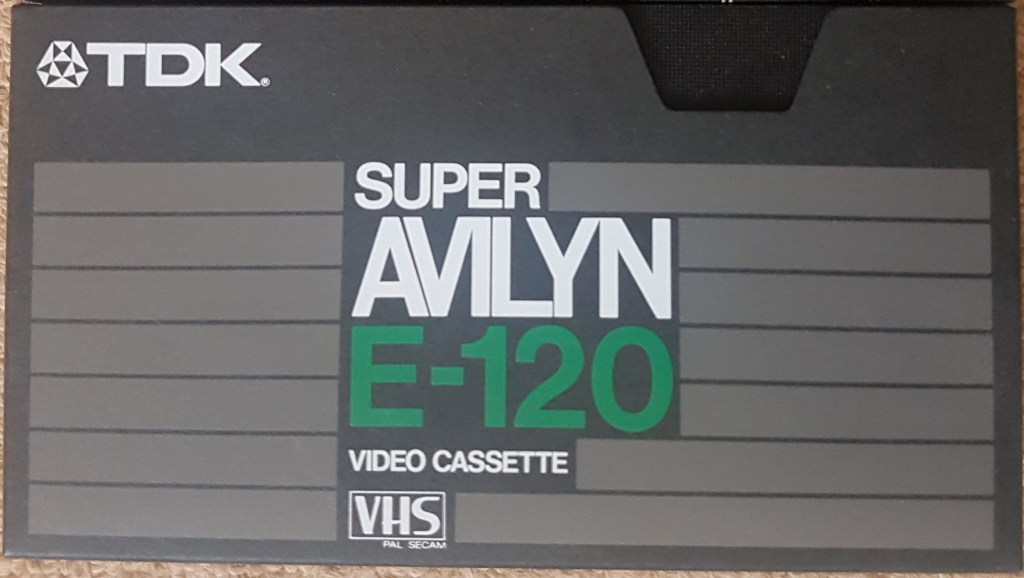 TDK®
SUPER
AVILYN
E-120
VIDEO CASSETTE
VHS
PAL SECAM